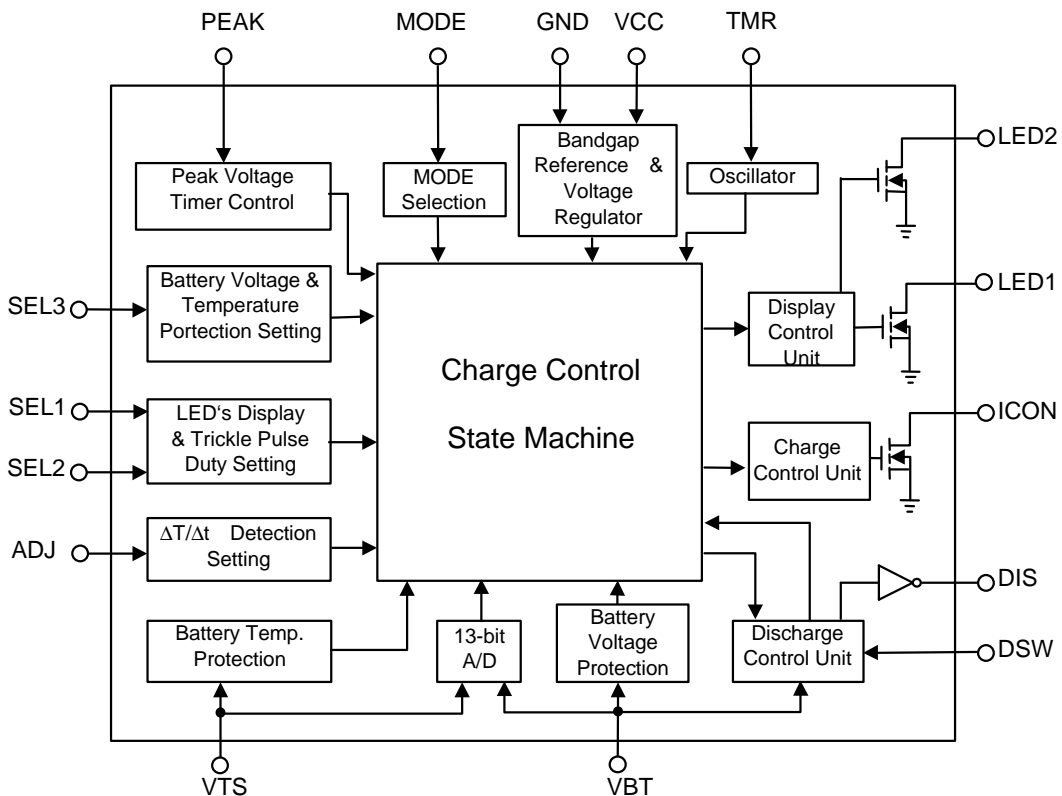 PEAK
MODE
GND
VCC
TMR
LED2
Peak Voltage
Timer Control
MODE
Selection
Bandgap
Reference &
Voltage
Regulator
Oscillator
SEL3
Battery Voltage &
Temperature
Portection Setting
LED1
Display
Control
Unit
Charge Control
State Machine
SEL1
SEL2
LED's Display
& Trickle Pulse
Duty Setting
ICON
Charge
Control Unit
ADJ
ΔT/Δt Detection
Setting
DIS
Battery Temp.
Protection
13-bit
A/D
Battery
Voltage
Protection
Discharge
Control Unit
DSW
VTS
VBT